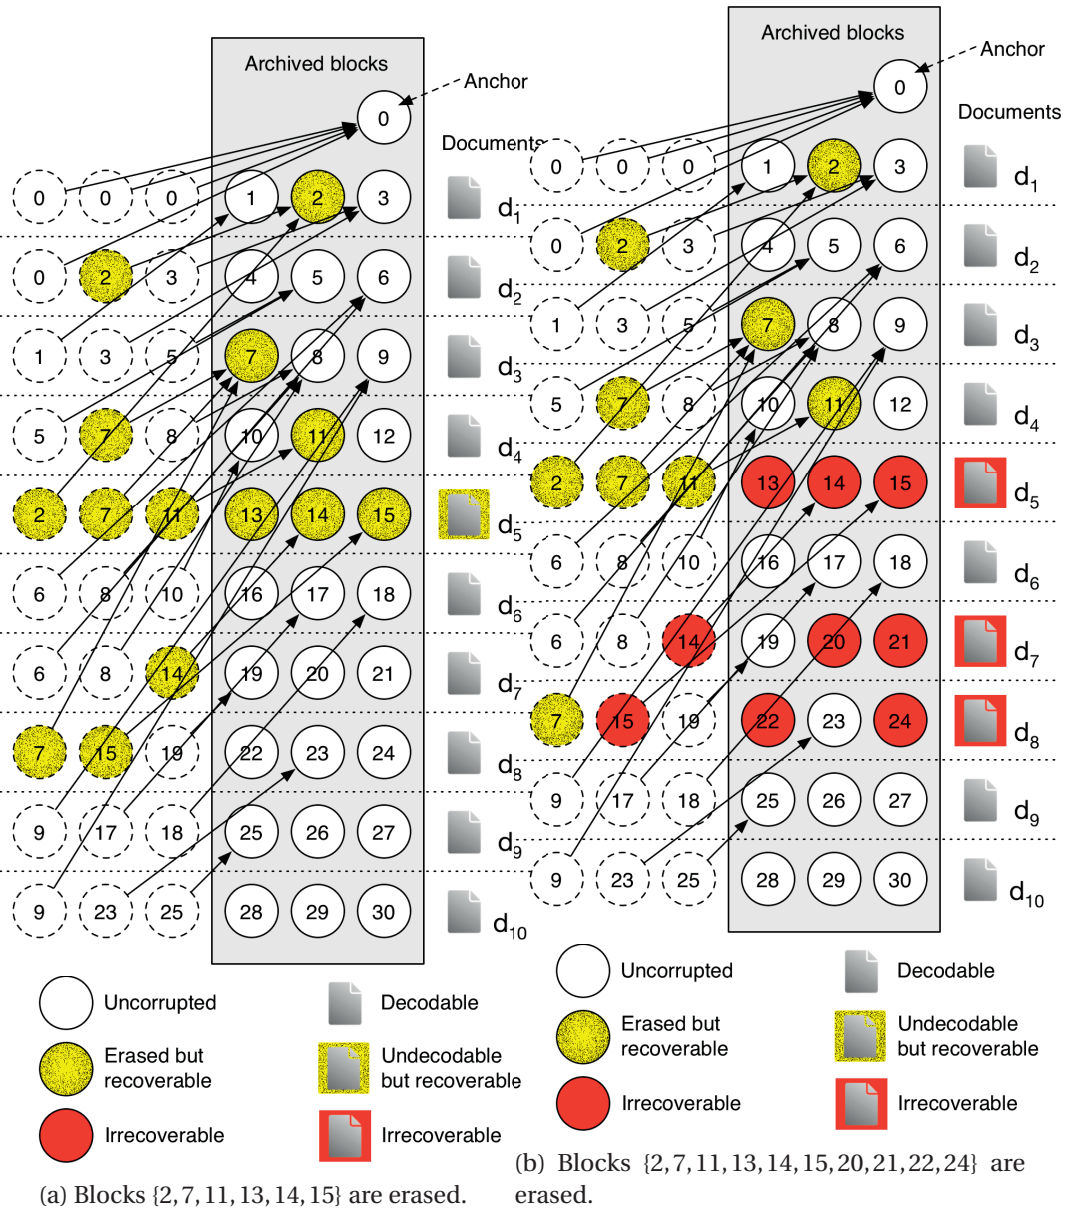 Archived blocks
0
Anchor
Documents
0 0 0 1 2 3 d1
0 2 3 4 5 6 d2
1 3 5 7 8 9 d3
5 7 8 10 11 12 d4
2 7 11 13 14 15 d5
6 8 10 16 17 18 d6
6 8 14 19 20 21 d7
7 15 19 22 23 24 d8
9 17 18 25 26 27 d9
9 23 25 28 29 30 d10
Uncorrupted
Decodable
Erased but
recoverable
Undecodable
but recoverable
Irrecoverable
Irrecoverable
(a) Blocks {2,7,11,13,14,15} are erased.
Archived blocks
0
Anchor
Documents
0 0 0 1 2 3 d1
0 2 3 4 5 6 d2
1 3 5 7 8 9 d3
5 7 8 10 11 12 d4
2 7 11 13 14 15 d5
6 8 10 16 17 18 d6
6 8 14 19 20 21 d7
7 15 19 22 23 24 d8
9 17 18 25 26 27 d9
9 23 25 28 29 30 d10
Uncorrupted
Decodable
Erased but
recoverable
Undecodable
but recoverable
Irrecoverable
Irrecoverable
(b) Blocks {2,7,11,13,14,15,20,21,22,24} are
erased.